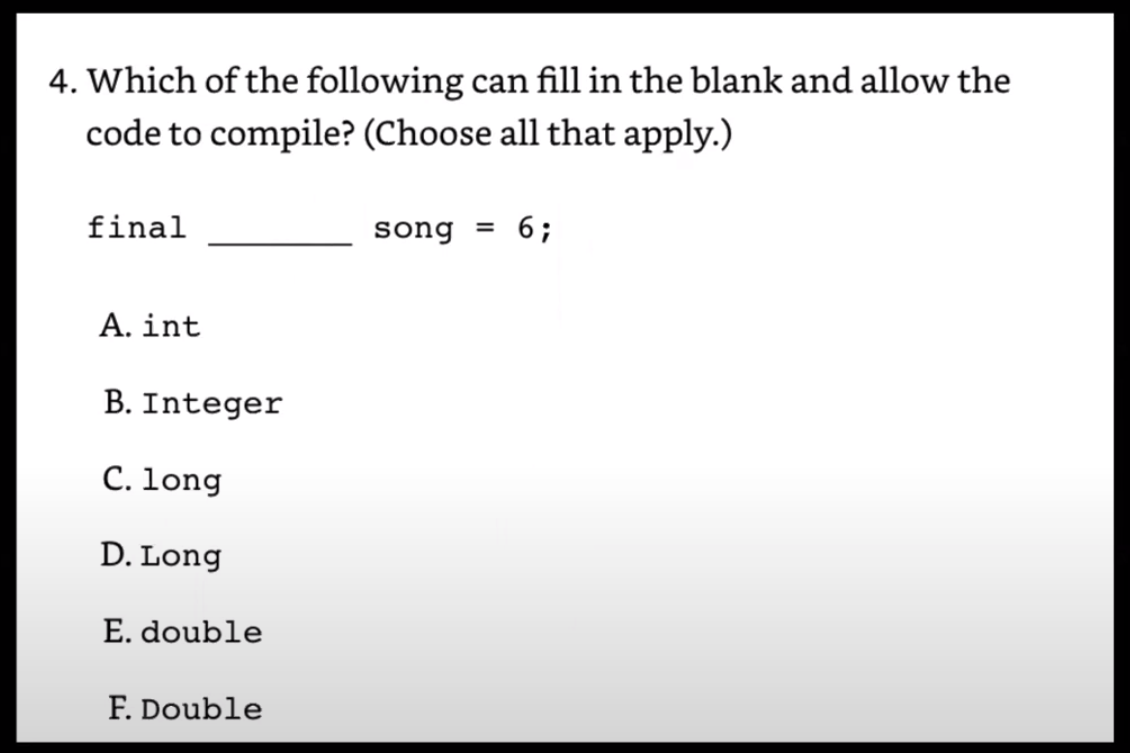 4. Which of the following can fill in the blank and allow the
code to compile? (Choose all that apply.)
final ________ song = 6;
A. int
B. Integer
C. long
D. Long
E. double
F. Double